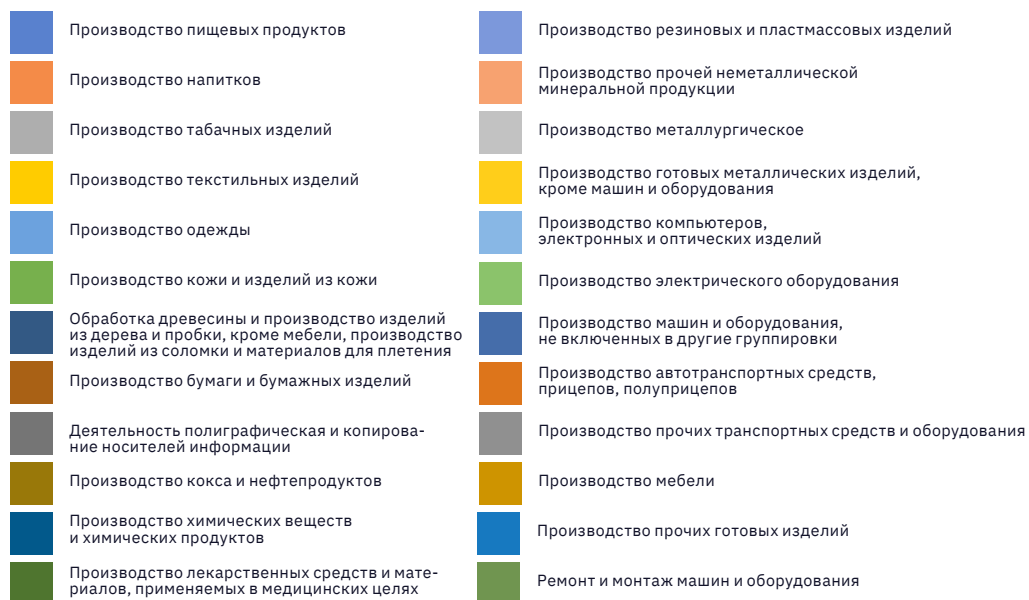 Производство пищевых продуктов
Производство напитков
Производство табачных изделий
Производство текстильных изделий
Производство одежды
Производство кожи и изделий из кожи
Обработка древесины и производство изделий
из дерева и пробки, кроме мебели, производство
изделий из соломки и материалов для плетения
Производство бумаги и бумажных изделий
Деятельность полиграфическая и копирова-
ние носителей информации
Производство кокса и нефтепродуктов
Производство химических веществ
и химических продуктов
Производство лекарственных средств и мате-
риалов, применяемых в медицинских целях
Производство резиновых и пластмассовых изделий
Производство прочей неметаллической
минеральной продукции
Производство металлургическое
Производство готовых металлических изделий,
кроме машин и оборудования
Производство компьютеров,
электронных и оптических изделий
Производство электрического оборудования
Производство машин и оборудования,
не включенных в другие группировки
Производство автотранспортных средств,
прицепов, полуприцепов
Производство прочих транспортных средств и оборудования
Производство мебели
Производство прочих готовых изделий
Ремонт и монтаж машин и оборудования